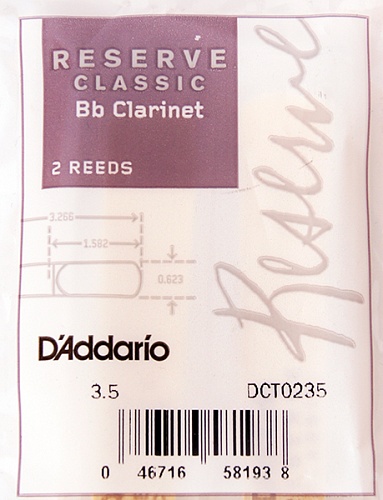 RESERVE
CLASSIC
Bb Clarinet
2 REEDS
Reserve
3.266
1.582
0.623
D'Addario
3.5 DCT0235
0 46716 58193 8